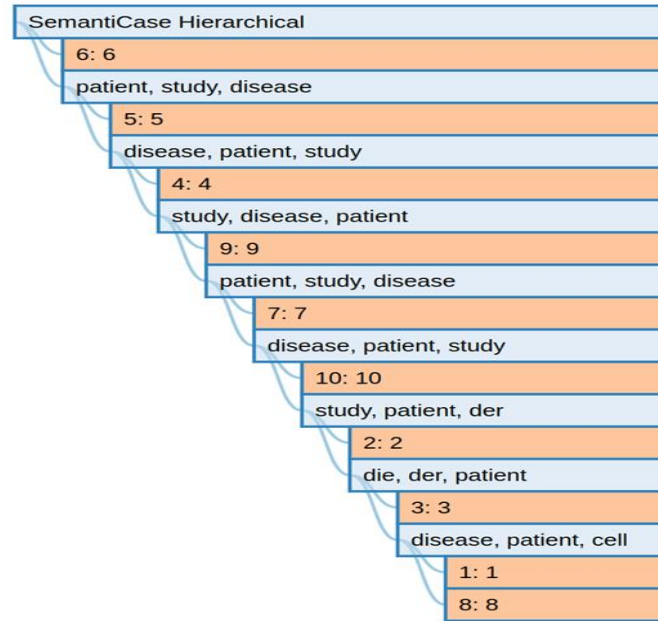 SemantiCase Hierarchical
6: 6
patient, study, disease
5: 5
disease, patient, study
4: 4
study, disease, patient
9: 9
patient, study, disease
7: 7
disease, patient, study
10: 10
study, patient, der
2: 2
die, der, patient
3: 3
disease, patient, cell
1: 1
8: 8